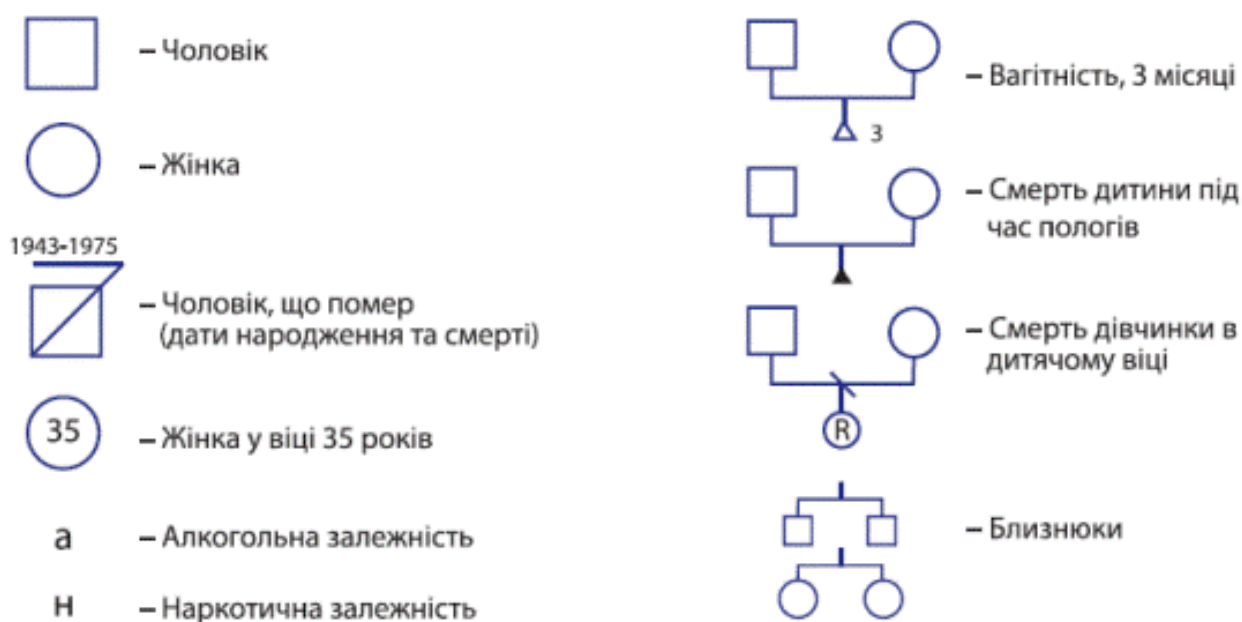 – Чоловік
– Жінка
1943-1975
– Чоловік, що помер
(дати народження та смерті)
35
– Жінка у віці 35 років
а
– Алкогольна залежність
н
– Наркотична залежність
– Вагітність, 3 місяці
3
– Смерть дитини під
час пологів
– Смерть дівчинки в
дитячому віці
R
– Близнюки